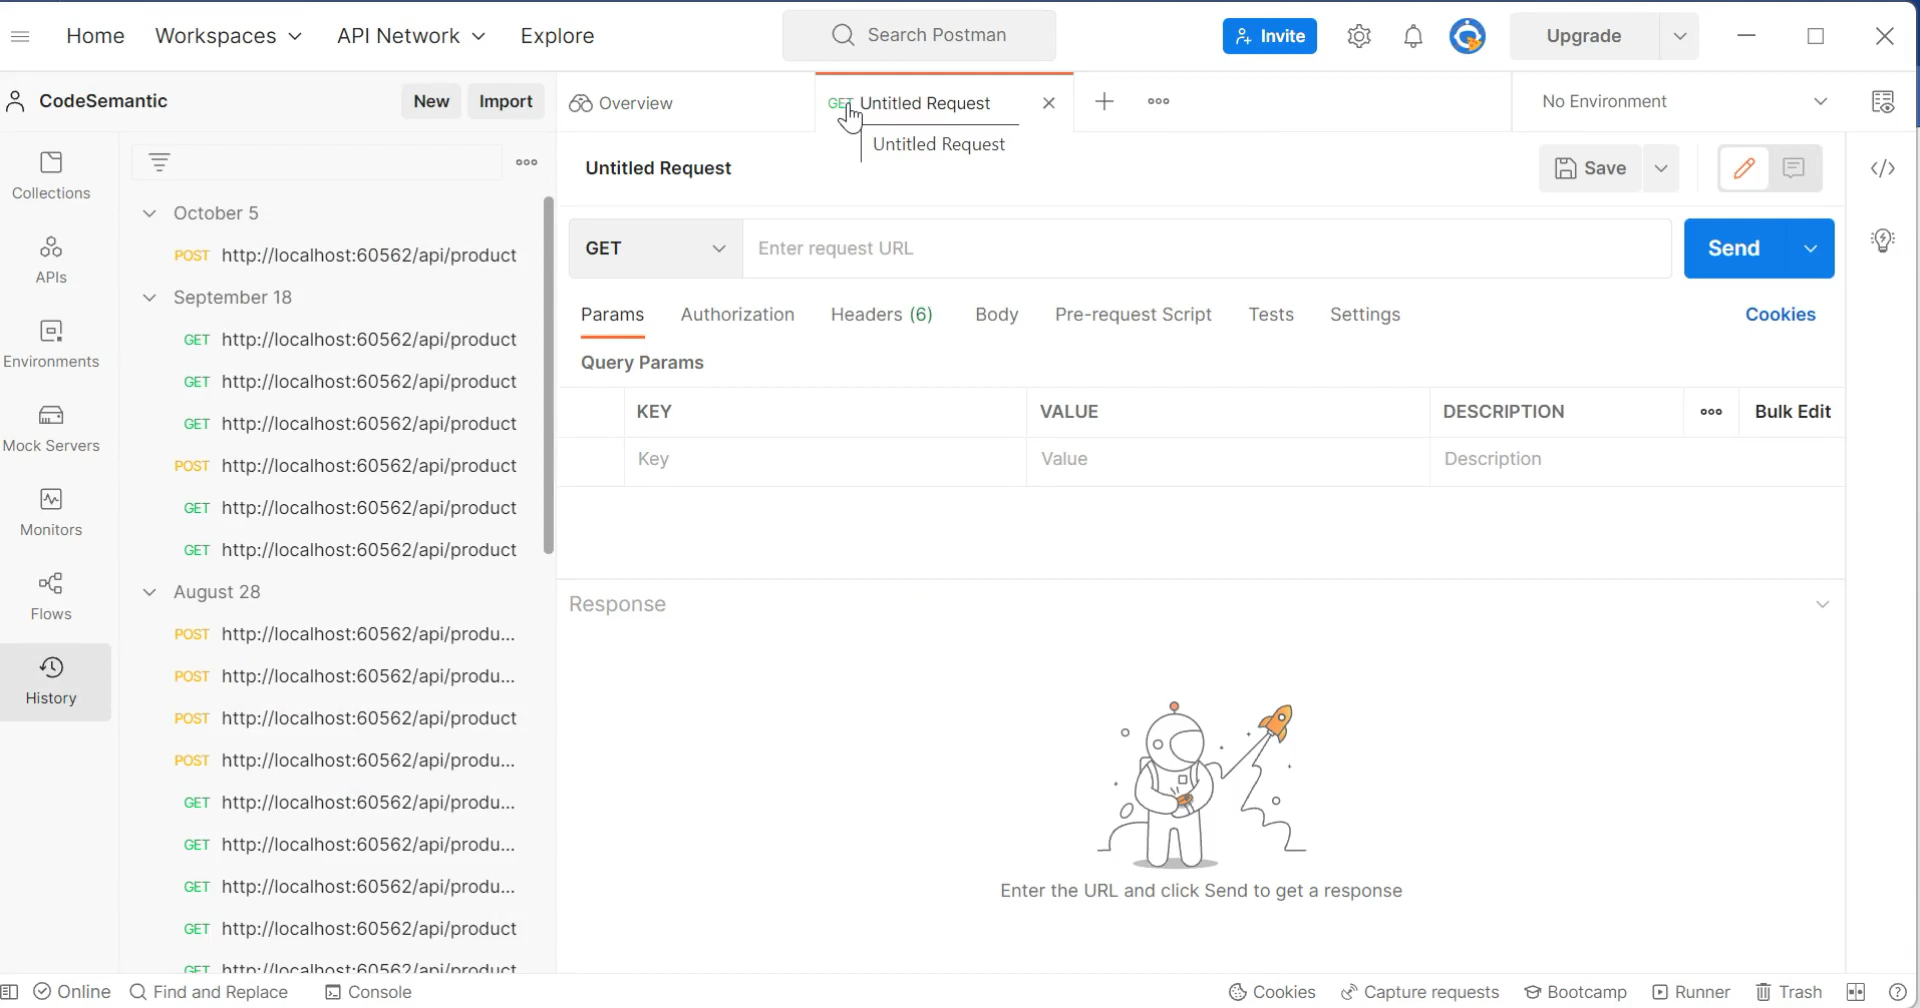 Home Workspaces API Network Explore Search Postman Invite Upgrade
CodeSemantic New Import Overview GET Untitled Request No Environment
Untitled Request
Untitled Request Save
Collections
APIs
Environments
Mock Servers
Monitors
Flows
History
October 5
POST http://localhost:60562/api/product
September 18
GET http://localhost:60562/api/product
GET http://localhost:60562/api/product
GET http://localhost:60562/api/product
POST http://localhost:60562/api/product
GET http://localhost:60562/api/product
GET http://localhost:60562/api/product
August 28
POST http://localhost:60562/api/produ...
POST http://localhost:60562/api/produ...
POST http://localhost:60562/api/product
POST http://localhost:60562/api/produ...
GET http://localhost:60562/api/produ...
GET http://localhost:60562/api/produ...
GET http://localhost:60562/api/produ...
GET http://localhost:60562/api/product
GET http://localhost:60562/api/product
GET Enter request URL Send
Params Authorization Headers (6) Body Pre-request Script Tests Settings Cookies
Query Params
KEY VALUE DESCRIPTION Bulk Edit
Key Value Description
Response
Enter the URL and click Send to get a response
Online Find and Replace Console Cookies Capture requests Bootcamp Runner Trash